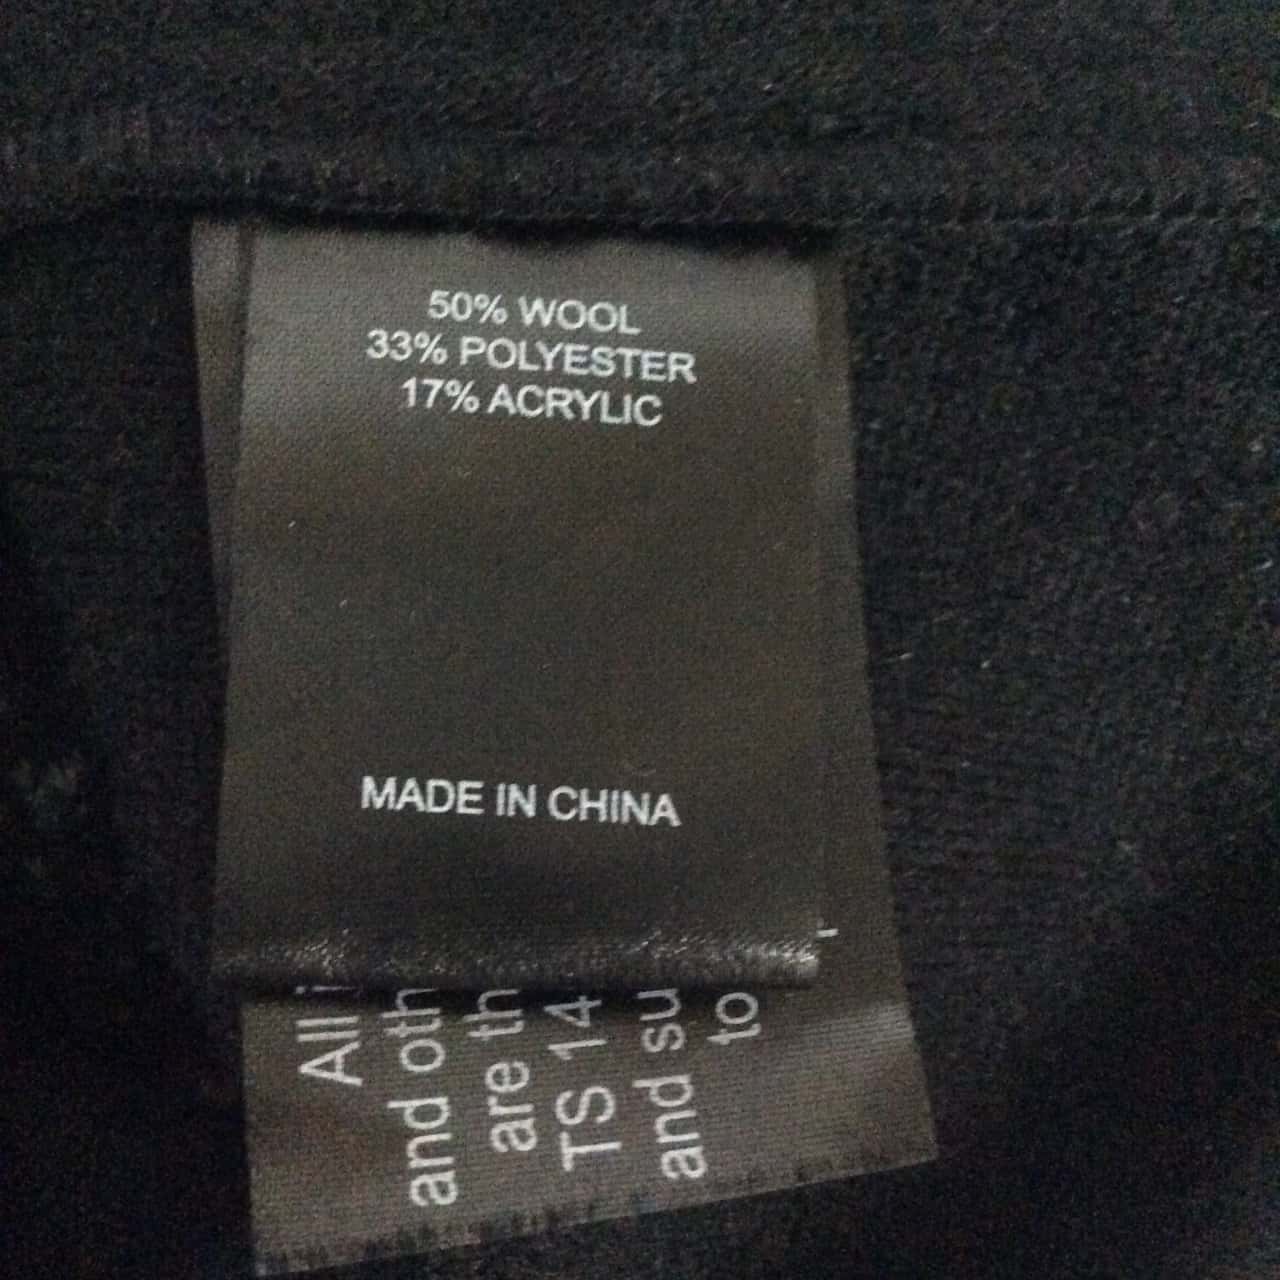 50% WOOL
33% POLYESTER
17% ACRYLIC
MADE IN CHINA
All
and oth
are th
TS 14
and su
to